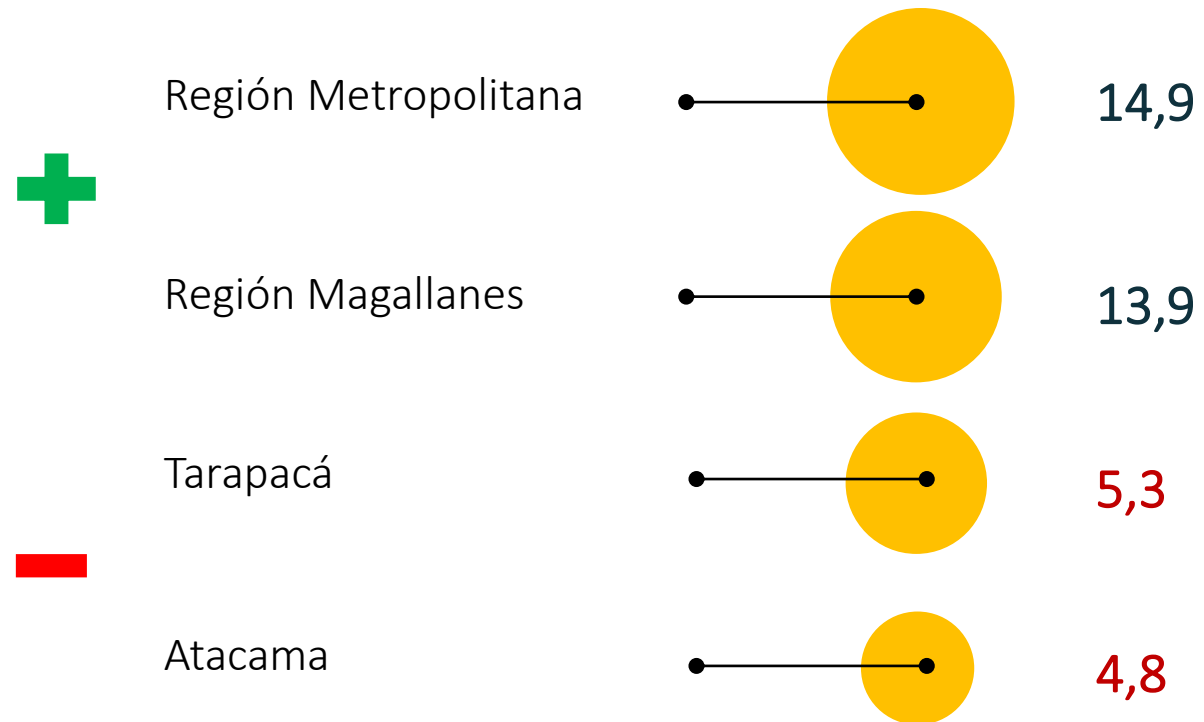 Región Metropolitana 14,9
Región Magallanes 13,9
Tarapacá 5,3
Atacama 4,8